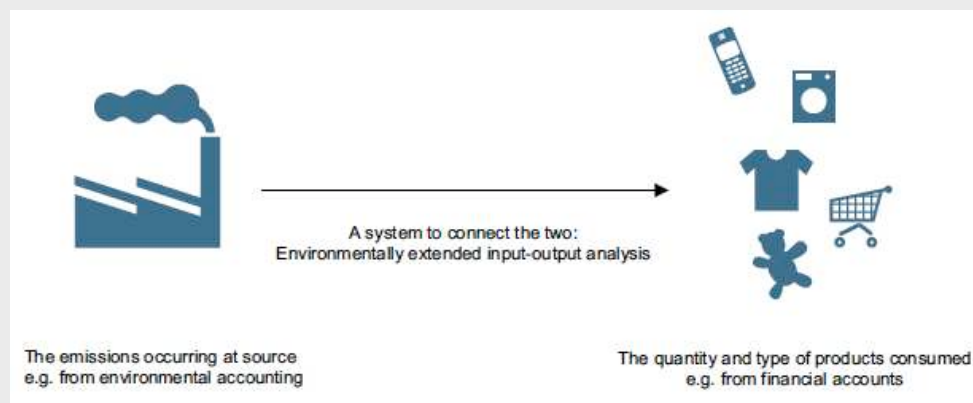 A system to connect the two:
Environmentally extended input-output analysis
The emissions occurring at source
e.g. from environmental accounting
The quantity and type of products consumed
e.g. from financial accounts